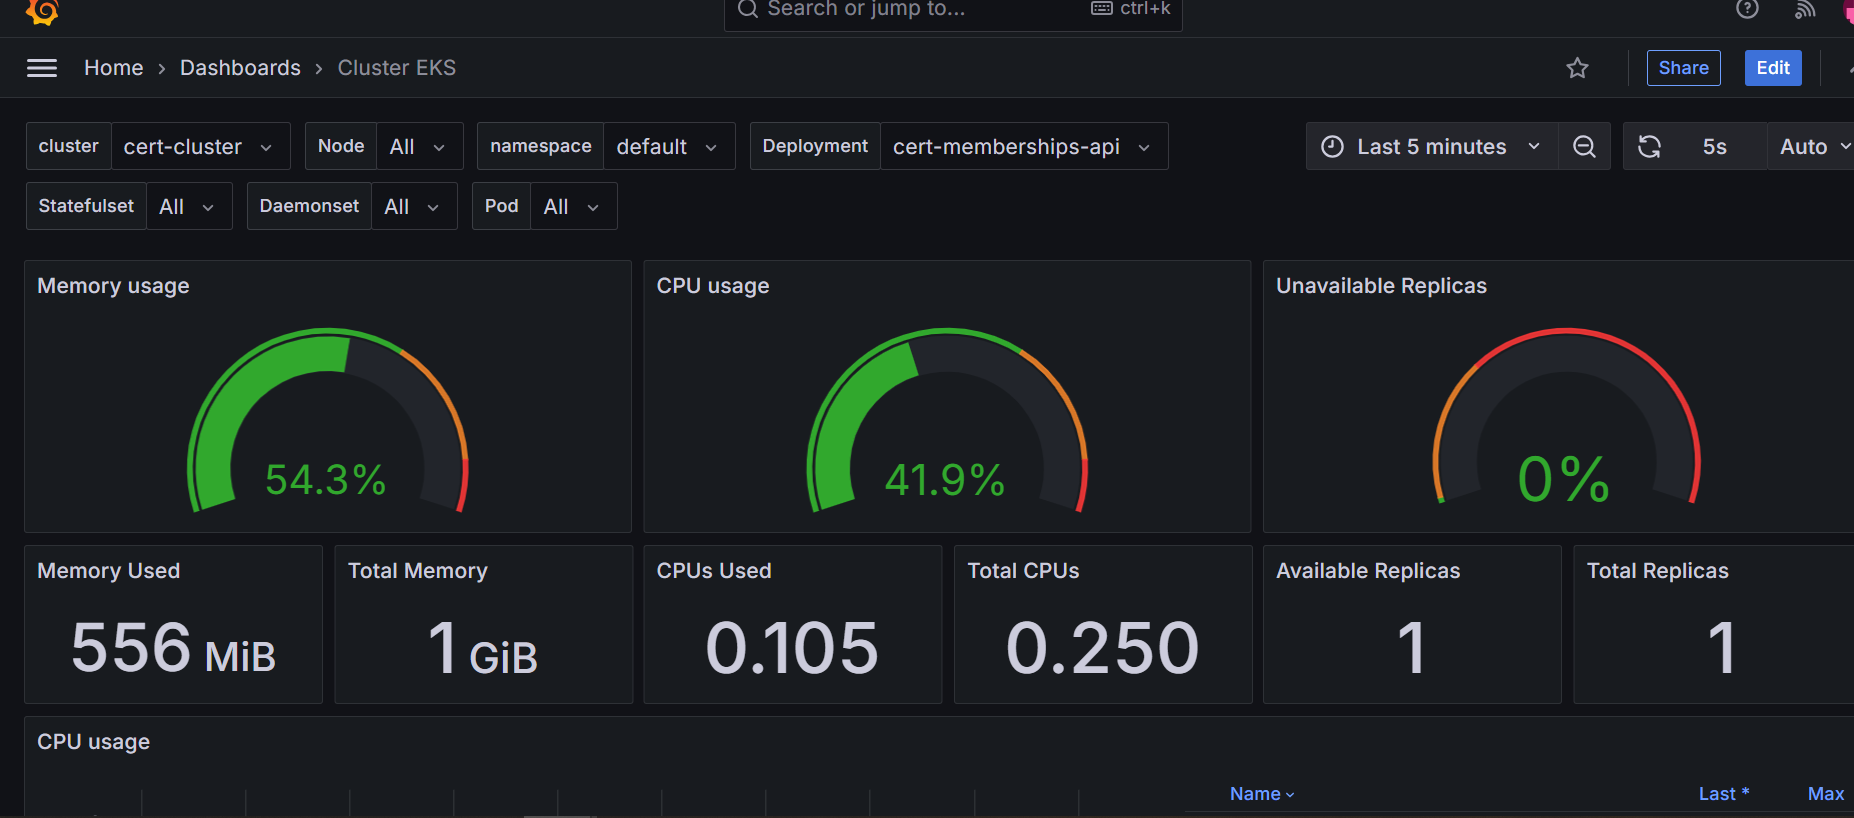 Search or jump to... ctrl+k
Home › Dashboards › Cluster EKS Share Edit
cluster cert-cluster Node All namespace default Deployment cert-memberships-api Last 5 minutes 5s Auto
Statefulset All Daemonset All Pod All
Memory usage CPU usage Unavailable Replicas
54.3% 41.9% 0%
Memory Used Total Memory CPUs Used Total CPUs Available Replicas Total Replicas
556 MiB 1 GiB 0.105 0.250 1 1
CPU usage
Name Last * Max